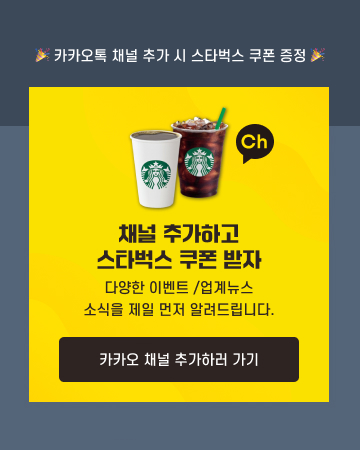 🎉 카카오톡 채널 추가 시 스타벅스 쿠폰 증정 🎉
Ch
채널 추가하고
스타벅스 쿠폰 받자
다양한 이벤트 /업계뉴스
소식을 제일 먼저 알려드립니다.
카카오 채널 추가하러 가기